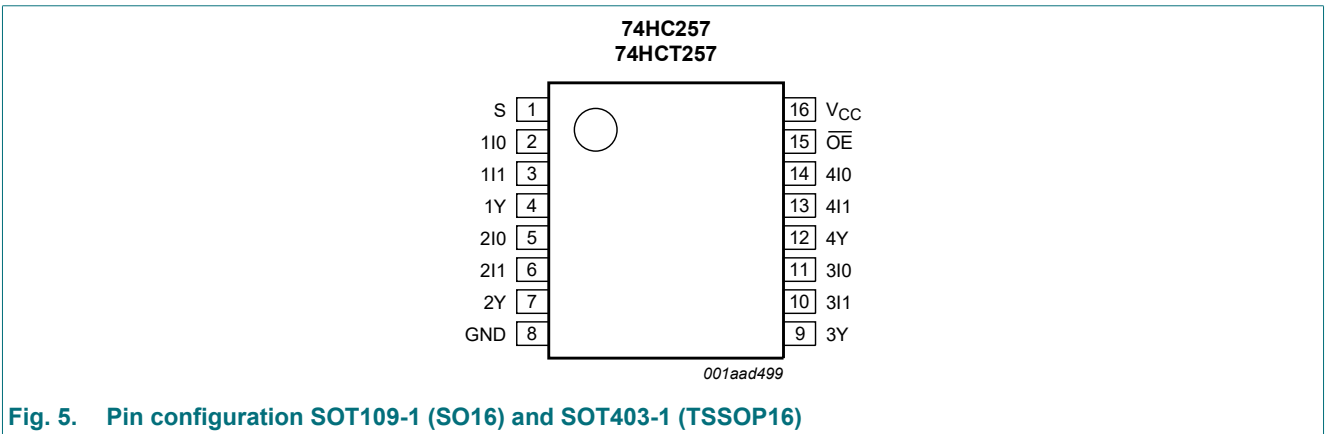 74HC257
74HCT257
S 1
1I0 2
1I1 3
1Y 4
2I0 5
2I1 6
2Y 7
GND 8
16 VCC
15 O̅E̅
14 4I0
13 4I1
12 4Y
11 3I0
10 3I1
9 3Y
001aad499
Fig. 5. Pin configuration SOT109-1 (SO16) and SOT403-1 (TSSOP16)